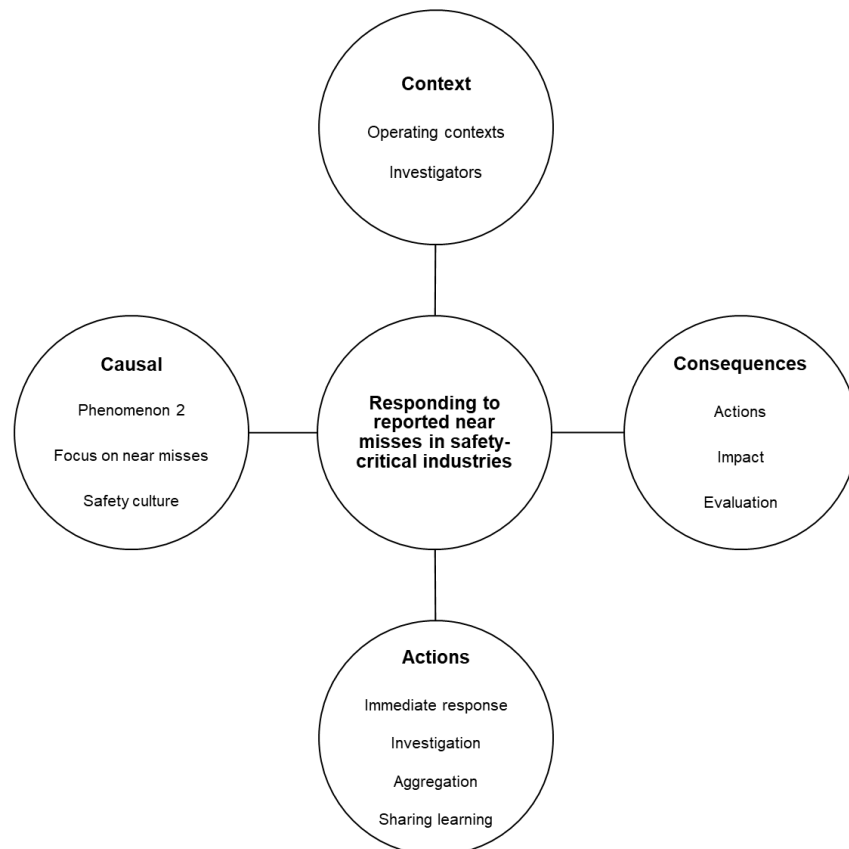 Context
Operating contexts
Investigators
Causal
Phenomenon 2
Focus on near misses
Safety culture
Responding to
reported near
misses in safety-
critical industries
Consequences
Actions
Impact
Evaluation
Actions
Immediate response
Investigation
Aggregation
Sharing learning